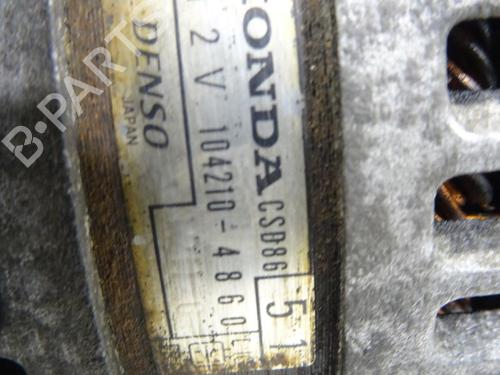 HONDA CSD86 51
12V 104210-4860
DENSO
JAPAN
B-PARTS